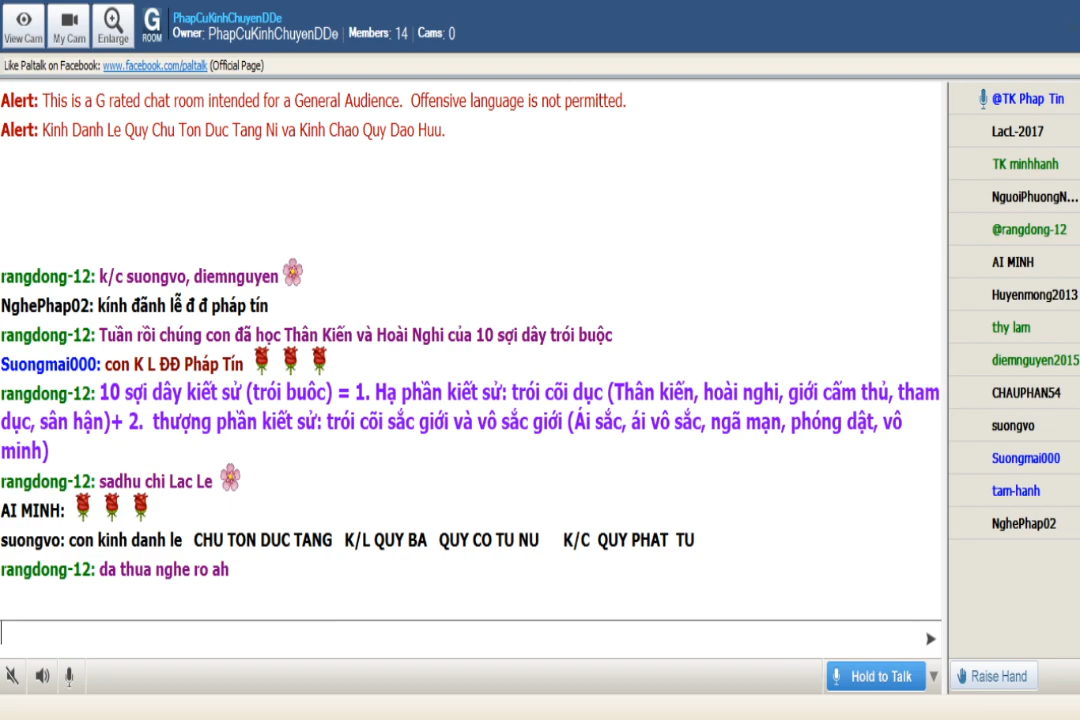 PhapCuKinhChuyenDDe
View Cam
My Cam
Enlarge
G ROOM
Owner: PhapCuKinhChuyenDDe Members: 14 Cams: 0
Like Paltalk on Facebook: www.facebook.com/paltalk (Official Page)
Alert: This is a G rated chat room intended for a General Audience. Offensive language is not permitted.
Alert: Kinh Danh Le Quy Chu Ton Duc Tang Ni va Kinh Chao Quy Dao Huu.
rangdong-12: k/c suongvo, diemnguyen
NghePhap02: kính đãnh lễ đ đ pháp tín
rangdong-12: Tuần rồi chúng con đã học Thân Kiến và Hoài Nghi của 10 sợi dây trói buộc
Suongmai000: con K L ĐĐ Pháp Tín
rangdong-12: 10 sợi dây kiết sử (trói buôc) = 1. Hạ phần kiết sử: trói cõi dục (Thân kiến, hoài nghi, giới cấm thủ, tham
dục, sân hận)+ 2. thượng phần kiết sử: trói cõi sắc giới và vô sắc giới (Ái sắc, ái vô sắc, ngã mạn, phóng dật, vô
minh)
rangdong-12: sadhu chi Lac Le
AI MINH:
suongvo: con kinh danh le CHU TON DUC TANG K/L QUY BA QUY CO TU NU K/C QUY PHAT TU
rangdong-12: da thua nghe ro ah
Hold to Talk
@TK Phap Tin
LacL-2017
TK minhhanh
NguoiPhuongN...
@rangdong-12
AI MINH
Huyenmong2013
thy lam
diemnguyen2015
CHAUPHAN54
suongvo
Suongmai000
tam-hanh
NghePhap02
Raise Hand